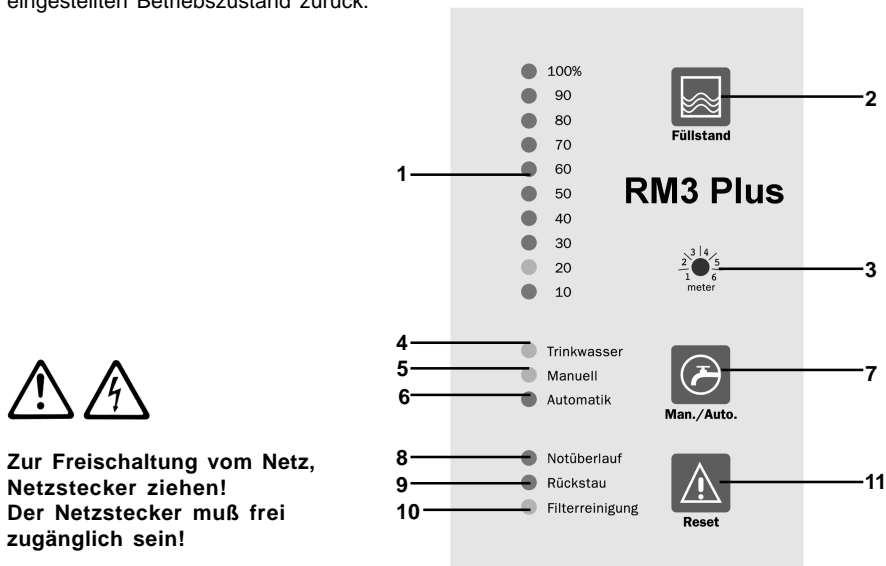 eingestellten Betriebszustand zurück.
100%
90
80
70
60
50
40
30
20
10
1
2
Füllstand
RM3 Plus
1 2 3 4 5 6
meter
3
4
Trinkwasser
5
Manuell
6
Automatik
7
Man./Auto.
8
Notüberlauf
9
Rückstau
10
Filterreinigung
11
Reset
Zur Freischaltung vom Netz,
Netzstecker ziehen!
Der Netzstecker muß frei
zugänglich sein!